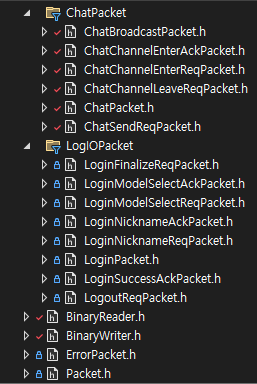 ChatPacket
ChatBroadcastPacket.h
ChatChannelEnterAckPacket.h
ChatChannelEnterReqPacket.h
ChatChannelLeaveReqPacket.h
ChatPacket.h
ChatSendReqPacket.h
LogIOPacket
LoginFinalizeReqPacket.h
LoginModelSelectAckPacket.h
LoginModelSelectReqPacket.h
LoginNicknameAckPacket.h
LoginNicknameReqPacket.h
LoginPacket.h
LoginSuccessAckPacket.h
LogoutReqPacket.h
BinaryReader.h
BinaryWriter.h
ErrorPacket.h
Packet.h